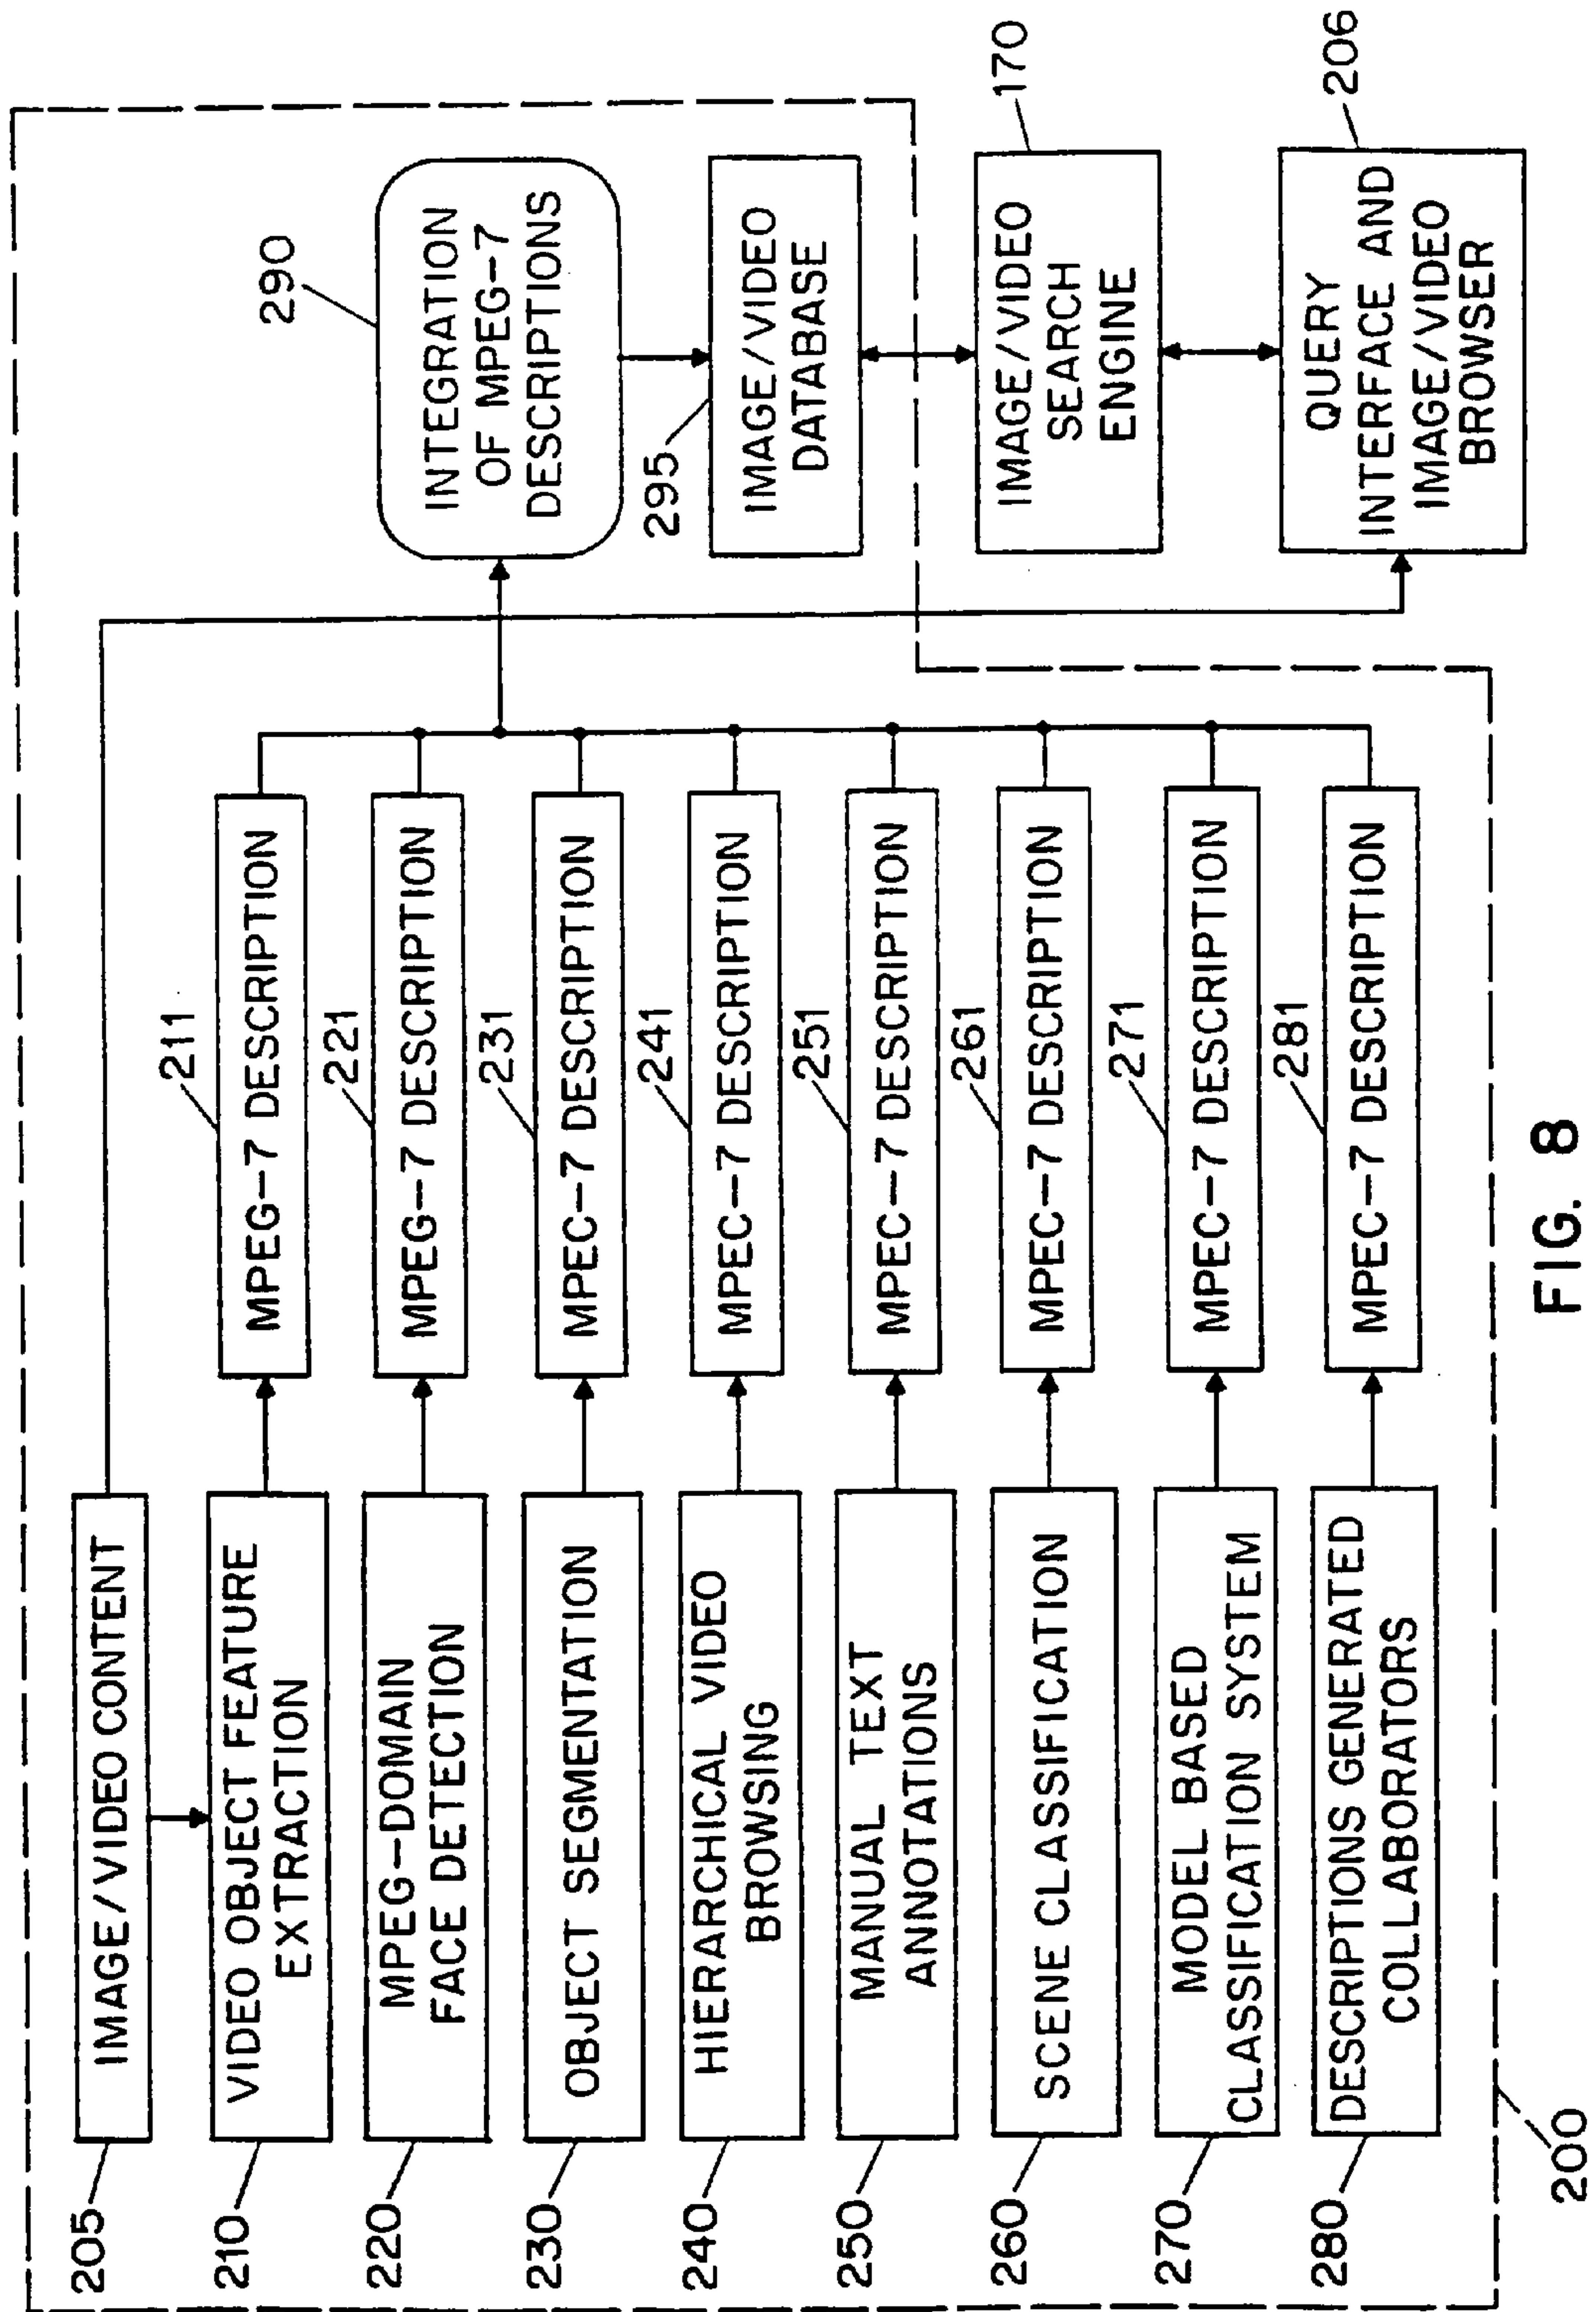 205
IMAGE/VIDEO CONTENT
210
VIDEO OBJECT FEATURE
EXTRACTION
211
MPEG-7 DESCRIPTION
220
MPEG-DOMAIN
FACE DETECTION
221
MPEG-7 DESCRIPTION
230
OBJECT SEGMENTATION
231
MPEC-7 DESCRIPTION
240
HIERARCHICAL VIDEO
BROWSING
241
MPEC-7 DESCRIPTION
250
MANUAL TEXT
ANNOTATIONS
251
MPEC-7 DESCRIPTION
260
SCENE CLASSIFICATION
261
MPEC-7 DESCRIPTION
270
MODEL BASED
CLASSIFICATION SYSTEM
271
MPEC-7 DESCRIPTION
280
DESCRIPTIONS GENERATED
COLLABORATORS
281
MPEC-7 DESCRIPTION
290
INTEGRATION
OF MPEG-7
DESCRIPTIONS
295
IMAGE/VIDEO
DATABASE
170
IMAGE/VIDEO
SEARCH
ENGINE
206
QUERY
INTERFACE AND
IMAGE/VIDEO
BROWSER
200
FIG. 8